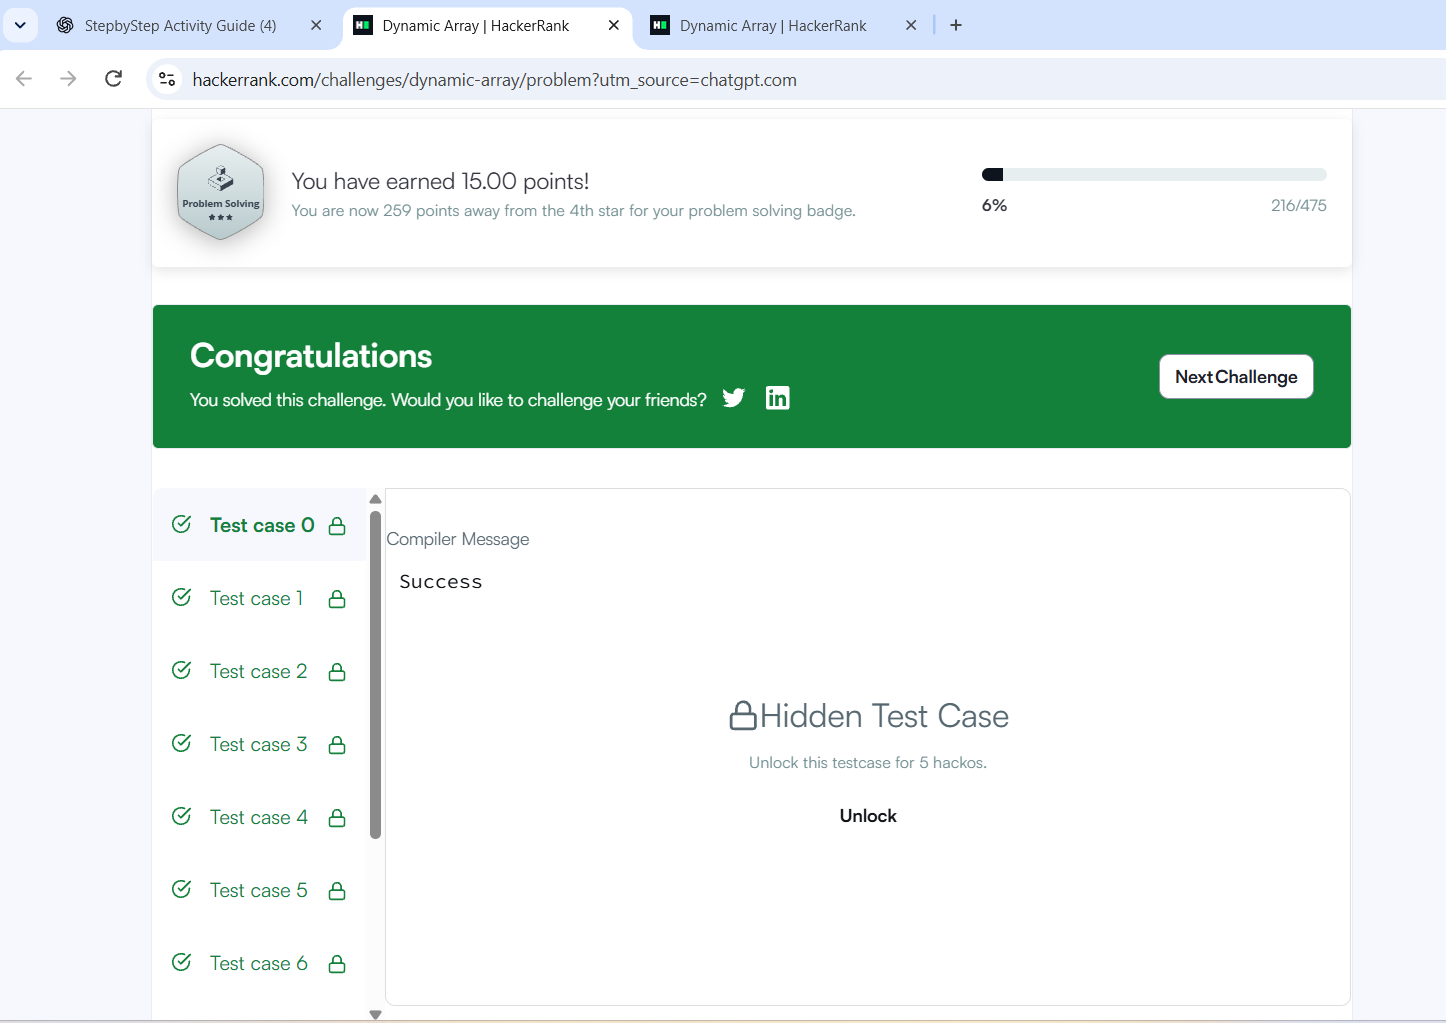 StepbyStep Activity Guide (4)
Dynamic Array | HackerRank
Dynamic Array | HackerRank
hackerrank.com/challenges/dynamic-array/problem?utm_source=chatgpt.com
Problem Solving
You have earned 15.00 points!
You are now 259 points away from the 4th star for your problem solving badge.
6%
216/475
Congratulations
You solved this challenge. Would you like to challenge your friends?
in
Next Challenge
Test case 0
Test case 1
Test case 2
Test case 3
Test case 4
Test case 5
Test case 6
Compiler Message
Success
Hidden Test Case
Unlock this testcase for 5 hackos.
Unlock